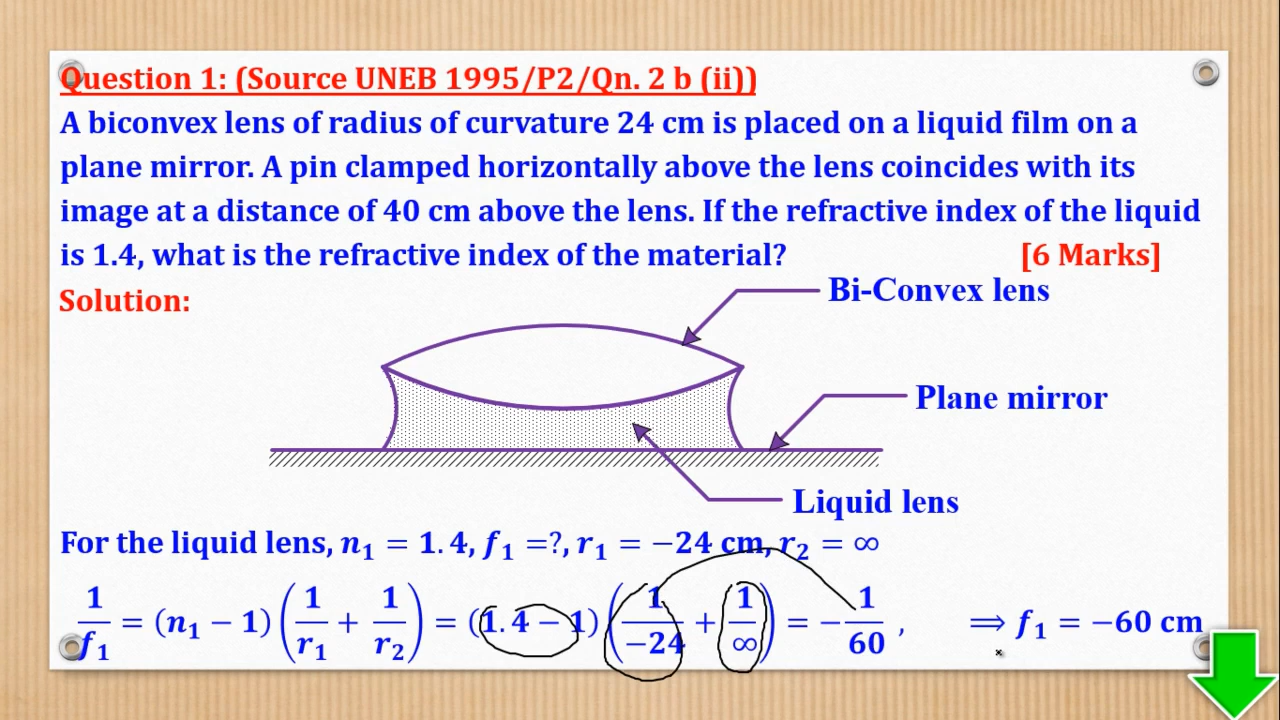 Question 1: (Source UNEB 1995/P2/Qn. 2 b (ii))
A biconvex lens of radius of curvature 24 cm is placed on a liquid film on a
plane mirror. A pin clamped horizontally above the lens coincides with its
image at a distance of 40 cm above the lens. If the refractive index of the liquid
is 1.4, what is the refractive index of the material? [6 Marks]
Solution:
Bi-Convex lens
Plane mirror
Liquid lens
For the liquid lens, n₁ = 1.4, f₁ =?, r₁ = −24 cm, r₂ = ∞
1/f₁ = (n₁ − 1)(1/r₁ + 1/r₂) = (1.4 − 1)(1/−24 + 1/∞) = −1/60 , ⟹ f₁ = −60 cm